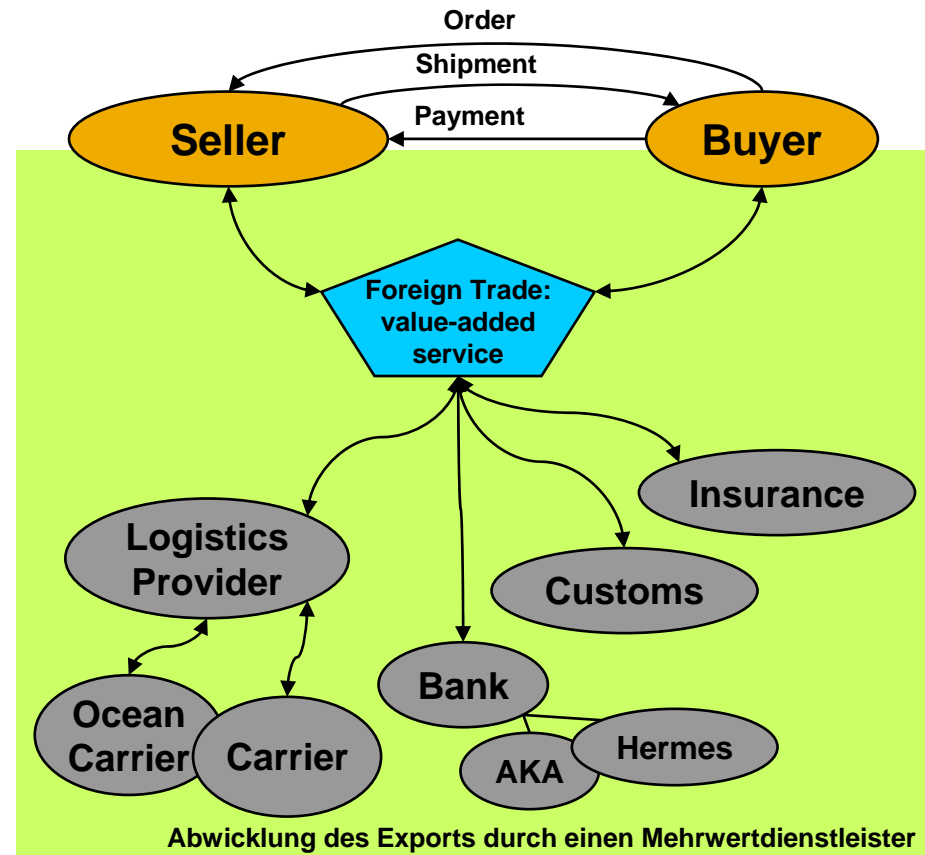 Order
Shipment
Payment
Seller
Buyer
Foreign Trade:
value-added
service
Insurance
Logistics
Provider
Customs
Bank
Ocean
Carrier
Carrier
Hermes
AKA
Abwicklung des Exports durch einen Mehrwertdienstleister